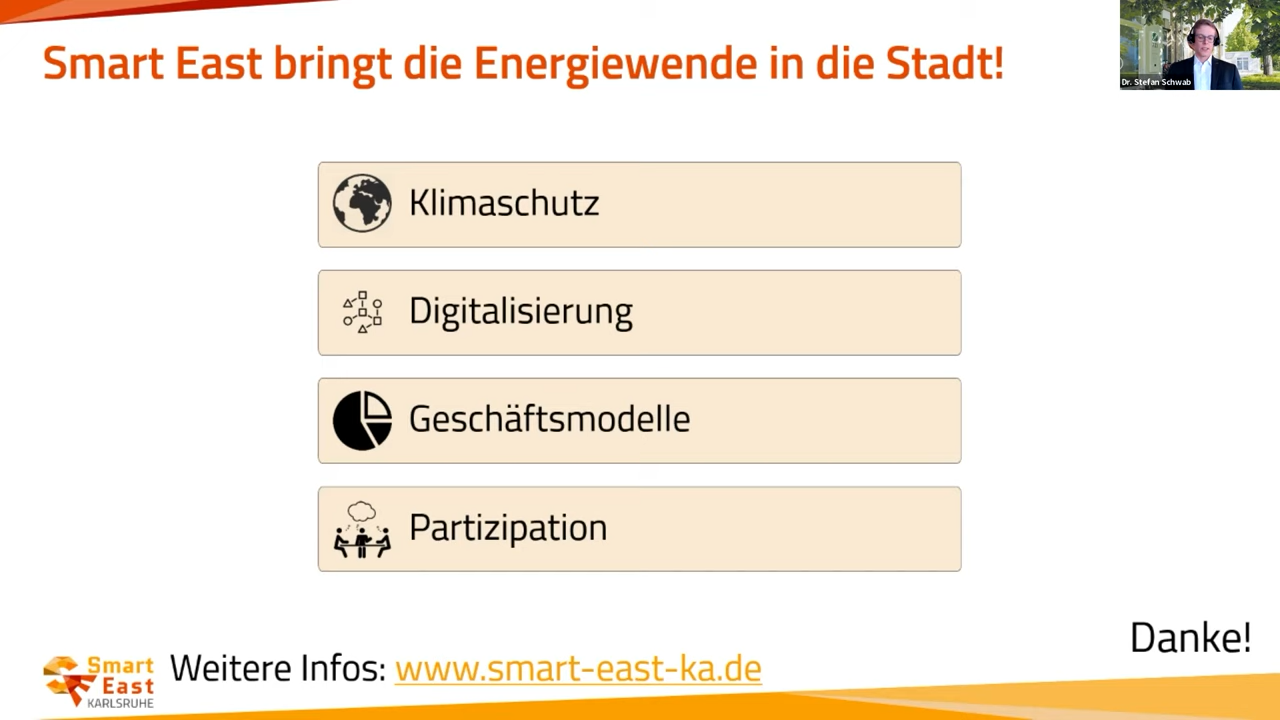 Smart East bringt die Energiewende in die Stadt!
Dr. Stefan Schwab
Klimaschutz
Digitalisierung
Geschäftsmodelle
Partizipation
Danke!
Smart
East
KARLSRUHE
Weitere Infos: www.smart-east-ka.de